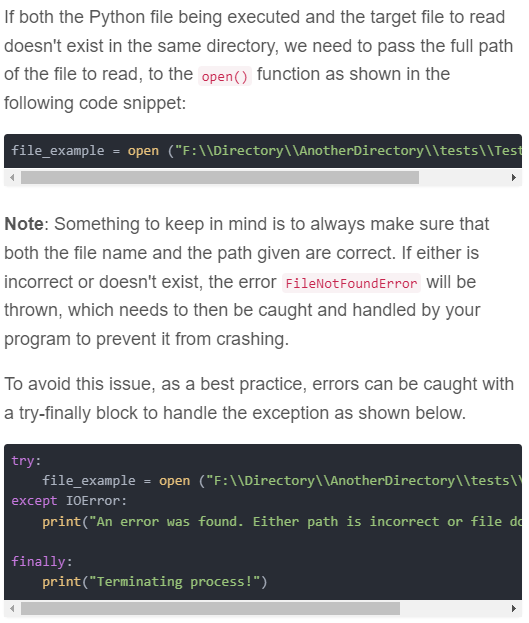 If both the Python file being executed and the target file to read
doesn't exist in the same directory, we need to pass the full path
of the file to read, to the open() function as shown in the
following code snippet:
file_example = open ("F:\\Directory\\AnotherDirectory\\tests\\Test
Note: Something to keep in mind is to always make sure that
both the file name and the path given are correct. If either is
incorrect or doesn't exist, the error FileNotFoundError will be
thrown, which needs to then be caught and handled by your
program to prevent it from crashing.
To avoid this issue, as a best practice, errors can be caught with
a try-finally block to handle the exception as shown below.
try:
    file_example = open ("F:\\Directory\\AnotherDirectory\\tests\\
except IOError:
    print("An error was found. Either path is incorrect or file do
finally:
    print("Terminating process!")